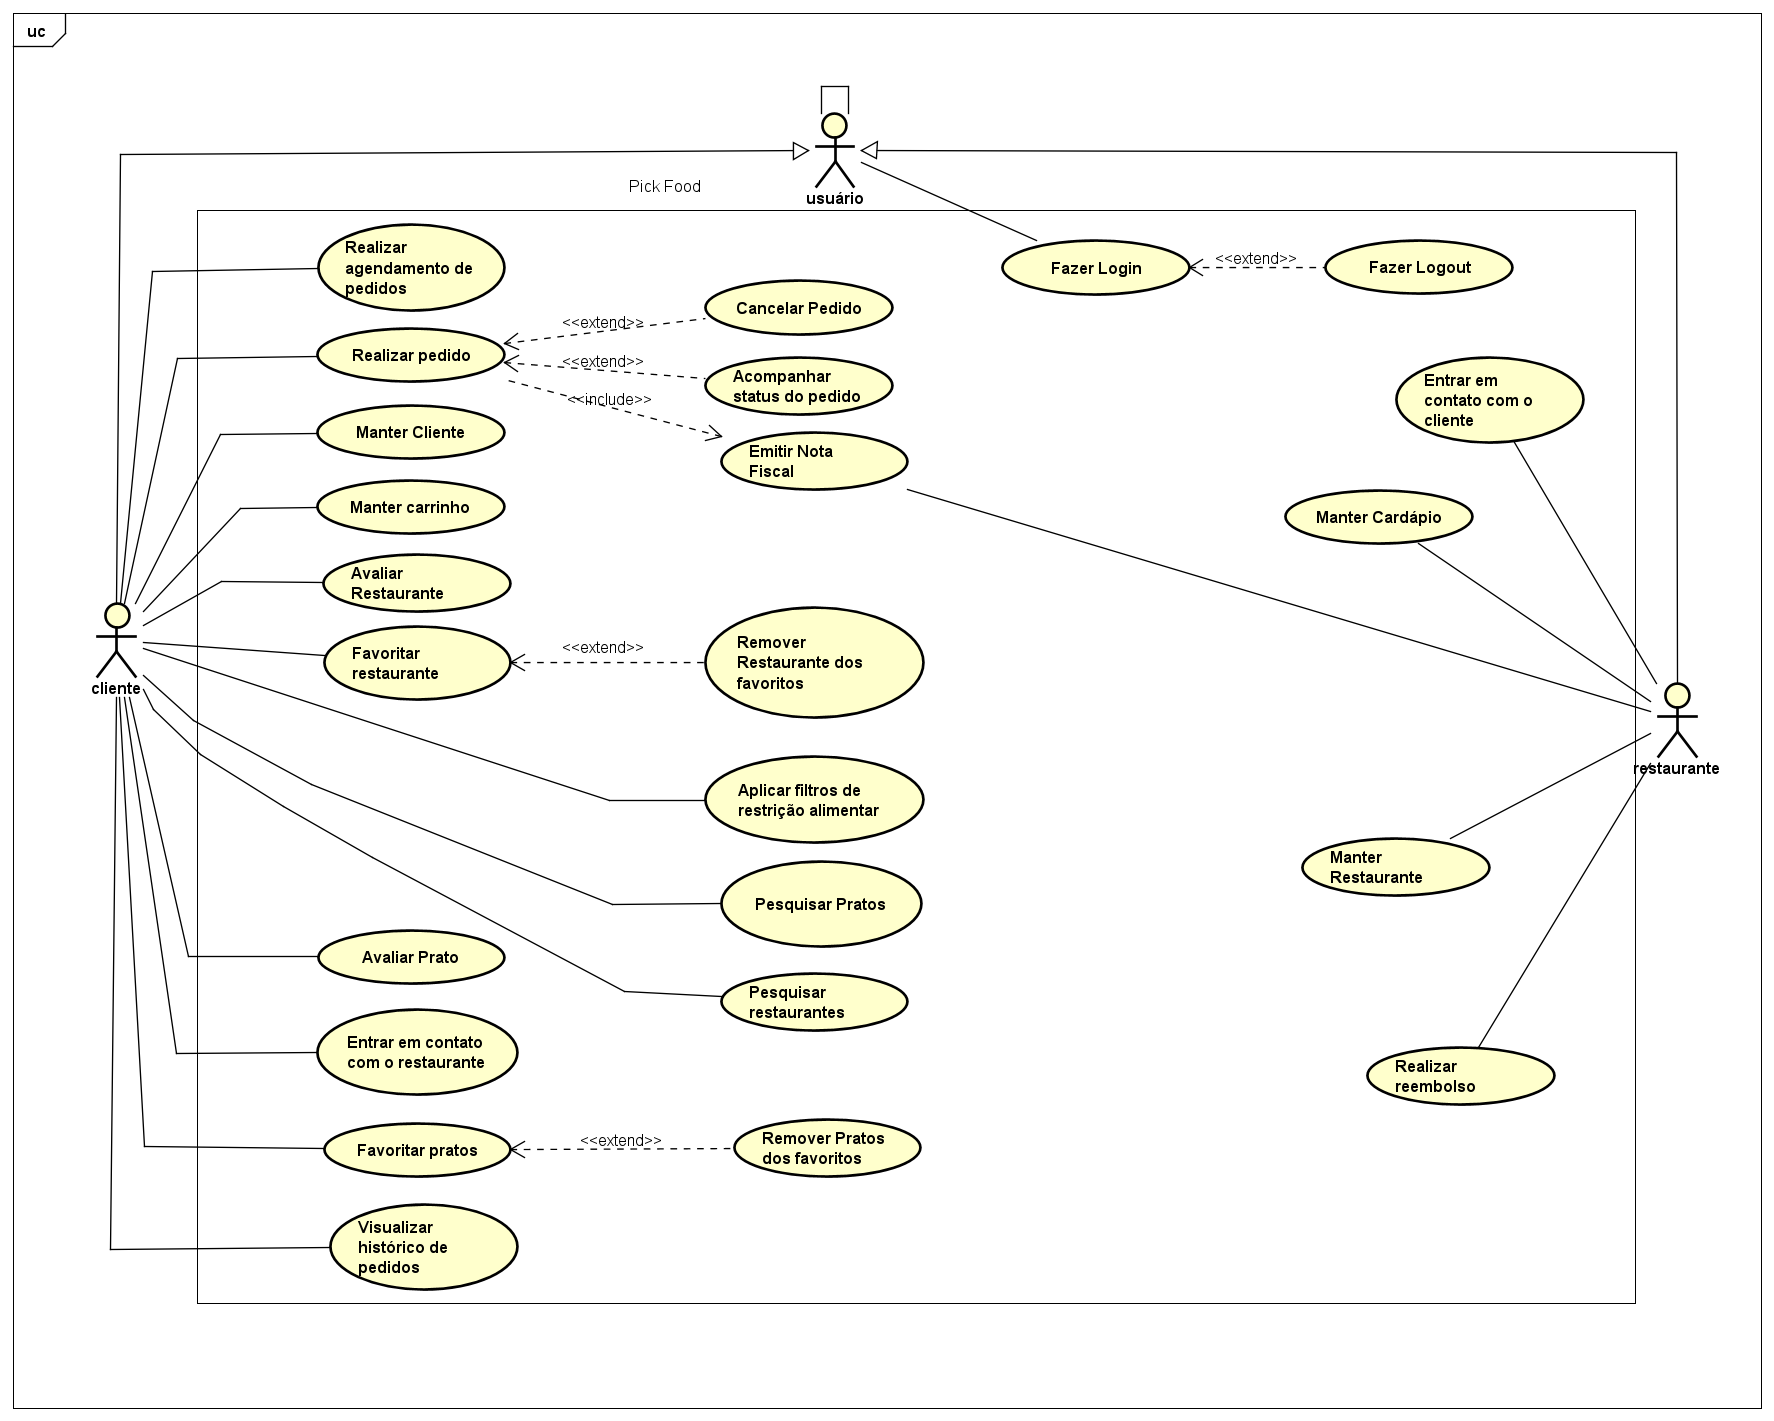 uc
usuário
Pick Food
Realizar
agendamento de
pedidos
Fazer Login
<<extend>>
Fazer Logout
Cancelar Pedido
<<extend>>
Realizar pedido
<<extend>>
Acompanhar
status do pedido
<<include>>
Emitir Nota
Fiscal
Entrar em
contato com o
cliente
Manter Cliente
Manter carrinho
Manter Cardápio
Avaliar
Restaurante
Favoritar
restaurante
<<extend>>
Remover
Restaurante dos
favoritos
cliente
restaurante
Aplicar filtros de
restrição alimentar
Manter
Restaurante
Pesquisar Pratos
Avaliar Prato
Pesquisar
restaurantes
Entrar em contato
com o restaurante
Realizar
reembolso
Favoritar pratos
<<extend>>
Remover Pratos
dos favoritos
Visualizar
histórico de
pedidos